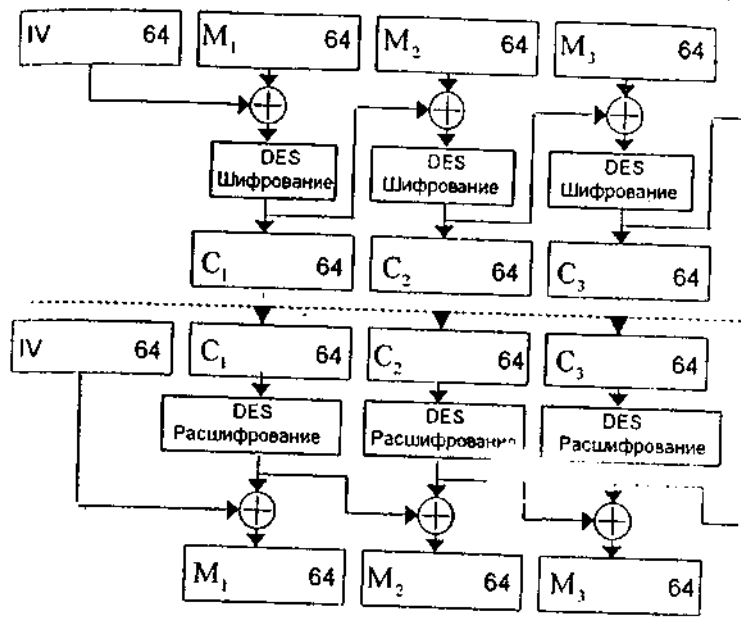 IV 64 M1 64 M2 64 M3 64
DES DES DES
Шифрование Шифрование Шифрование
C1 64 C2 64 C3 64
IV 64 C1 64 C2 64 C3 64
DES DES DES
Расшифрование Расшифрование Расшифрование
M1 64 M2 64 M3 64